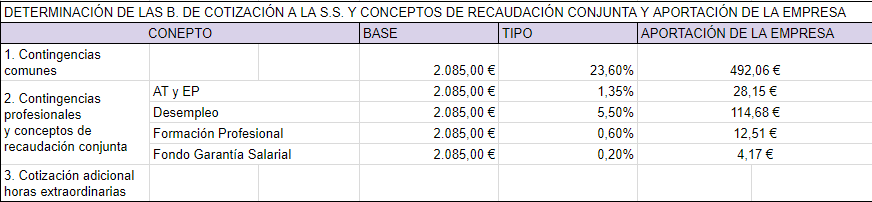 DETERMINACIÓN DE LAS B. DE COTIZACIÓN A LA S.S. Y CONCEPTOS DE RECAUDACIÓN CONJUNTA Y APORTACIÓN DE LA EMPRESA
CONEPTO BASE TIPO APORTACIÓN DE LA EMPRESA
1. Contingencias
comunes 2.085,00 € 23,60% 492,06 €
2. Contingencias
profesionales
y conceptos de
recaudación conjunta
AT y EP 2.085,00 € 1,35% 28,15 €
Desempleo 2.085,00 € 5,50% 114,68 €
Formación Profesional 2.085,00 € 0,60% 12,51 €
Fondo Garantía Salarial 2.085,00 € 0,20% 4,17 €
3. Cotización adicional
horas extraordinarias